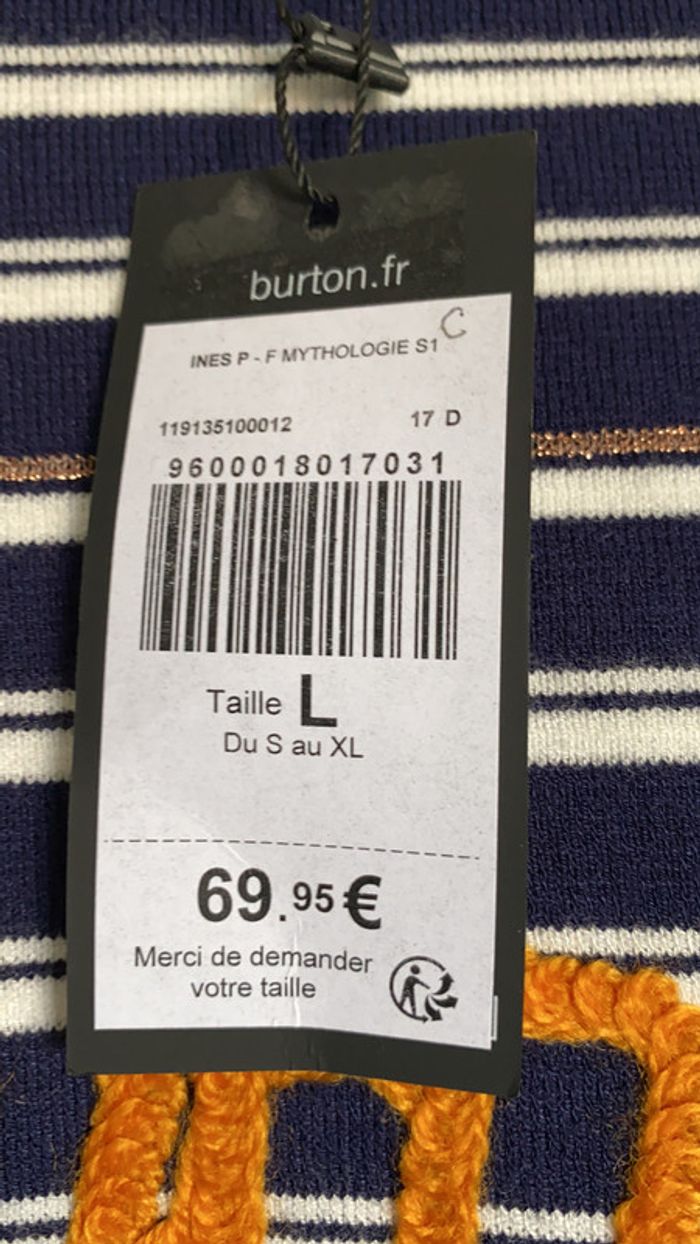 burton.fr
C
INES P - F MYTHOLOGIE S1
119135100012 17 D
9600018017031
Taille L
Du S au XL
69.95€
Merci de demander
votre taille